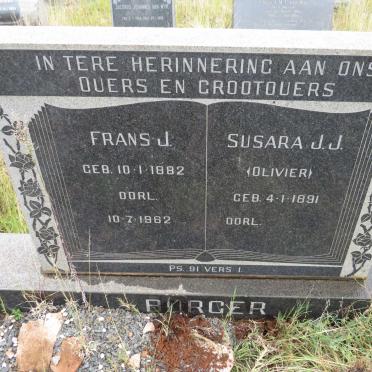 IN TERE HERINNERING AAN ONS
OUERS EN GROOTOUERS
FRANS J.
GEB. 10-1-1882
OORL.
10-7-1962
SUSARA J.J.
(OLIVIER)
GEB. 4-1-1891
OORL.
PS. 91 VERS 1.
BURGER